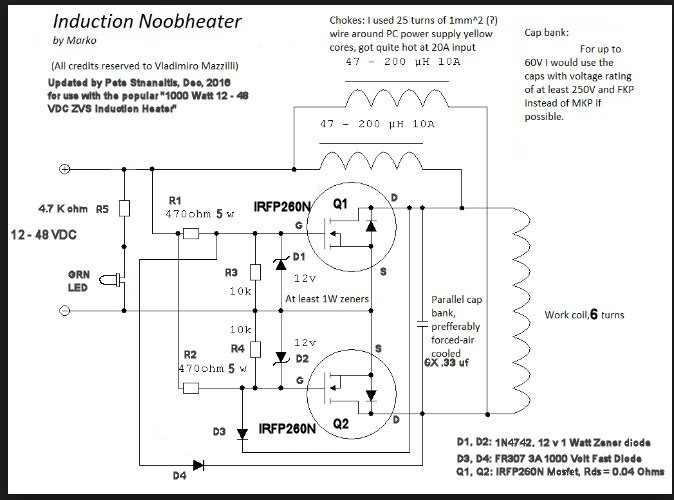 Induction Noobheater
by Marko
(All credits reserved to Vladimiro Mazzilli)
Updated by Pete Stnanaitis, Dec, 2016
for use with the popular "1000 Watt 12 - 48
VDC ZVS Induction Heater"
Chokes: I used 25 turns of 1mm^2 (?)
wire around PC power supply yellow
cores, got quite hot at 20A input
47 - 200 µH 10A
47 - 200 µH 10A
Cap bank:
For up to
60V I would use the
caps with voltage rating
of at least 250V and FKP
instead of MKP if
possible.
4.7 K ohm R5
12 - 48 VDC
GRN
LED
R1
470ohm 5 w
IRFP260N
Q1
D
G
S
D1
12v
R3
10k
At least 1W zeners
10k
R4
12v
D2
R2
470ohm 5 w
G
S
D
Q2
IRFP260N
D3
D4
Parallel cap
bank,
prefferably
forced-air
cooled
6X .33 uf
Work coil, 6 turns
D1, D2: 1N4742, 12 v 1 Watt Zener diode
D3, D4: FR307 3A 1000 Volt Fast Diode
Q1, Q2: IRFP260N Mosfet, Rds = 0.04 Ohms